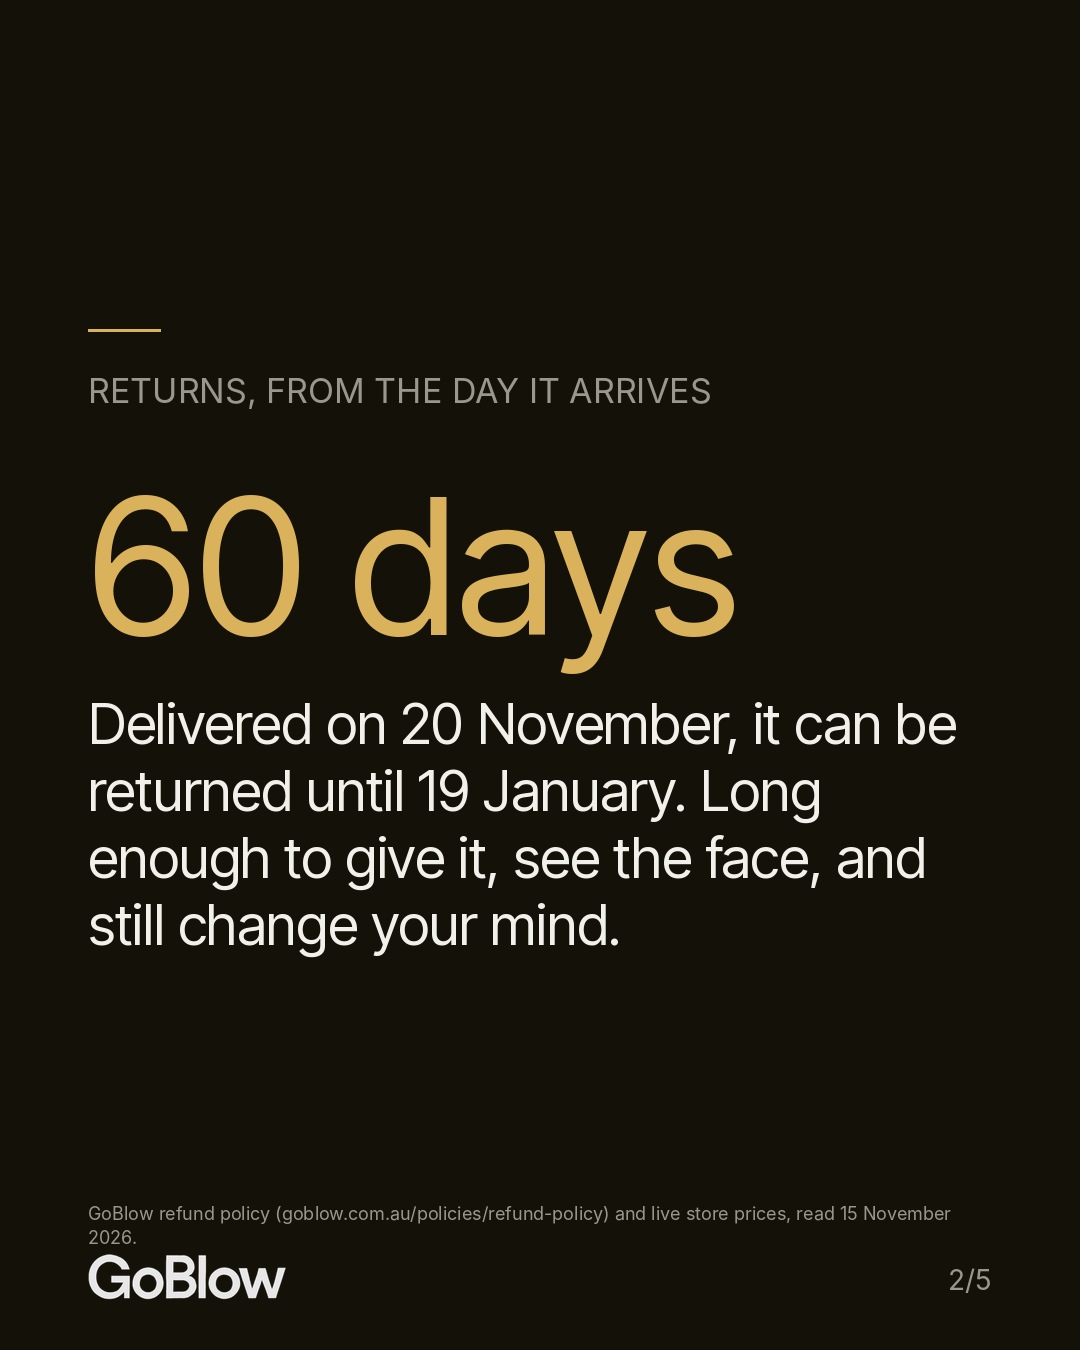 RETURNS, FROM THE DAY IT ARRIVES
60 days
Delivered on 20 November, it can be
returned until 19 January. Long
enough to give it, see the face, and
still change your mind.
GoBlow refund policy (goblow.com.au/policies/refund-policy) and live store prices, read 15 November
2026.
GoBlow
2/5